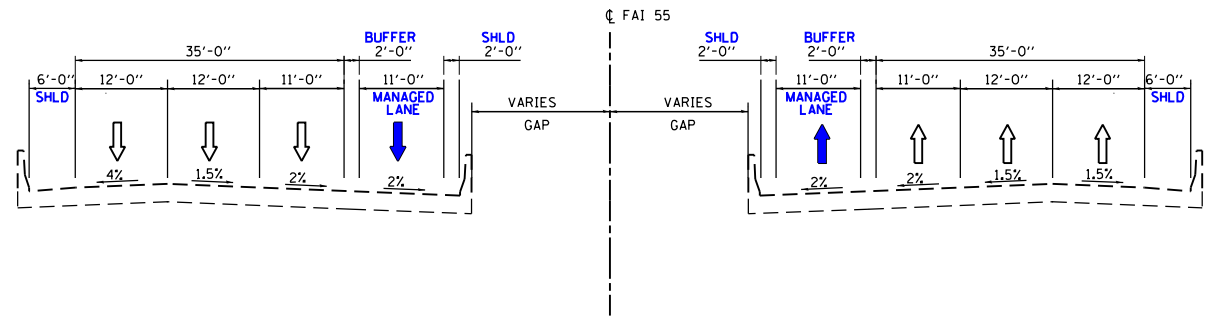 ℄ FAI 55
BUFFER
SHLD
35'-0''
2'-0''
2'-0''
6'-0''
12'-0''
12'-0''
11'-0''
11'-0''
SHLD
MANAGED
LANE
VARIES
GAP
4%
1.5%
2%
2%
SHLD
BUFFER
2'-0''
2'-0''
35'-0''
11'-0''
11'-0''
12'-0''
12'-0''
6'-0''
VARIES
GAP
MANAGED
LANE
SHLD
2%
2%
1.5%
1.5%